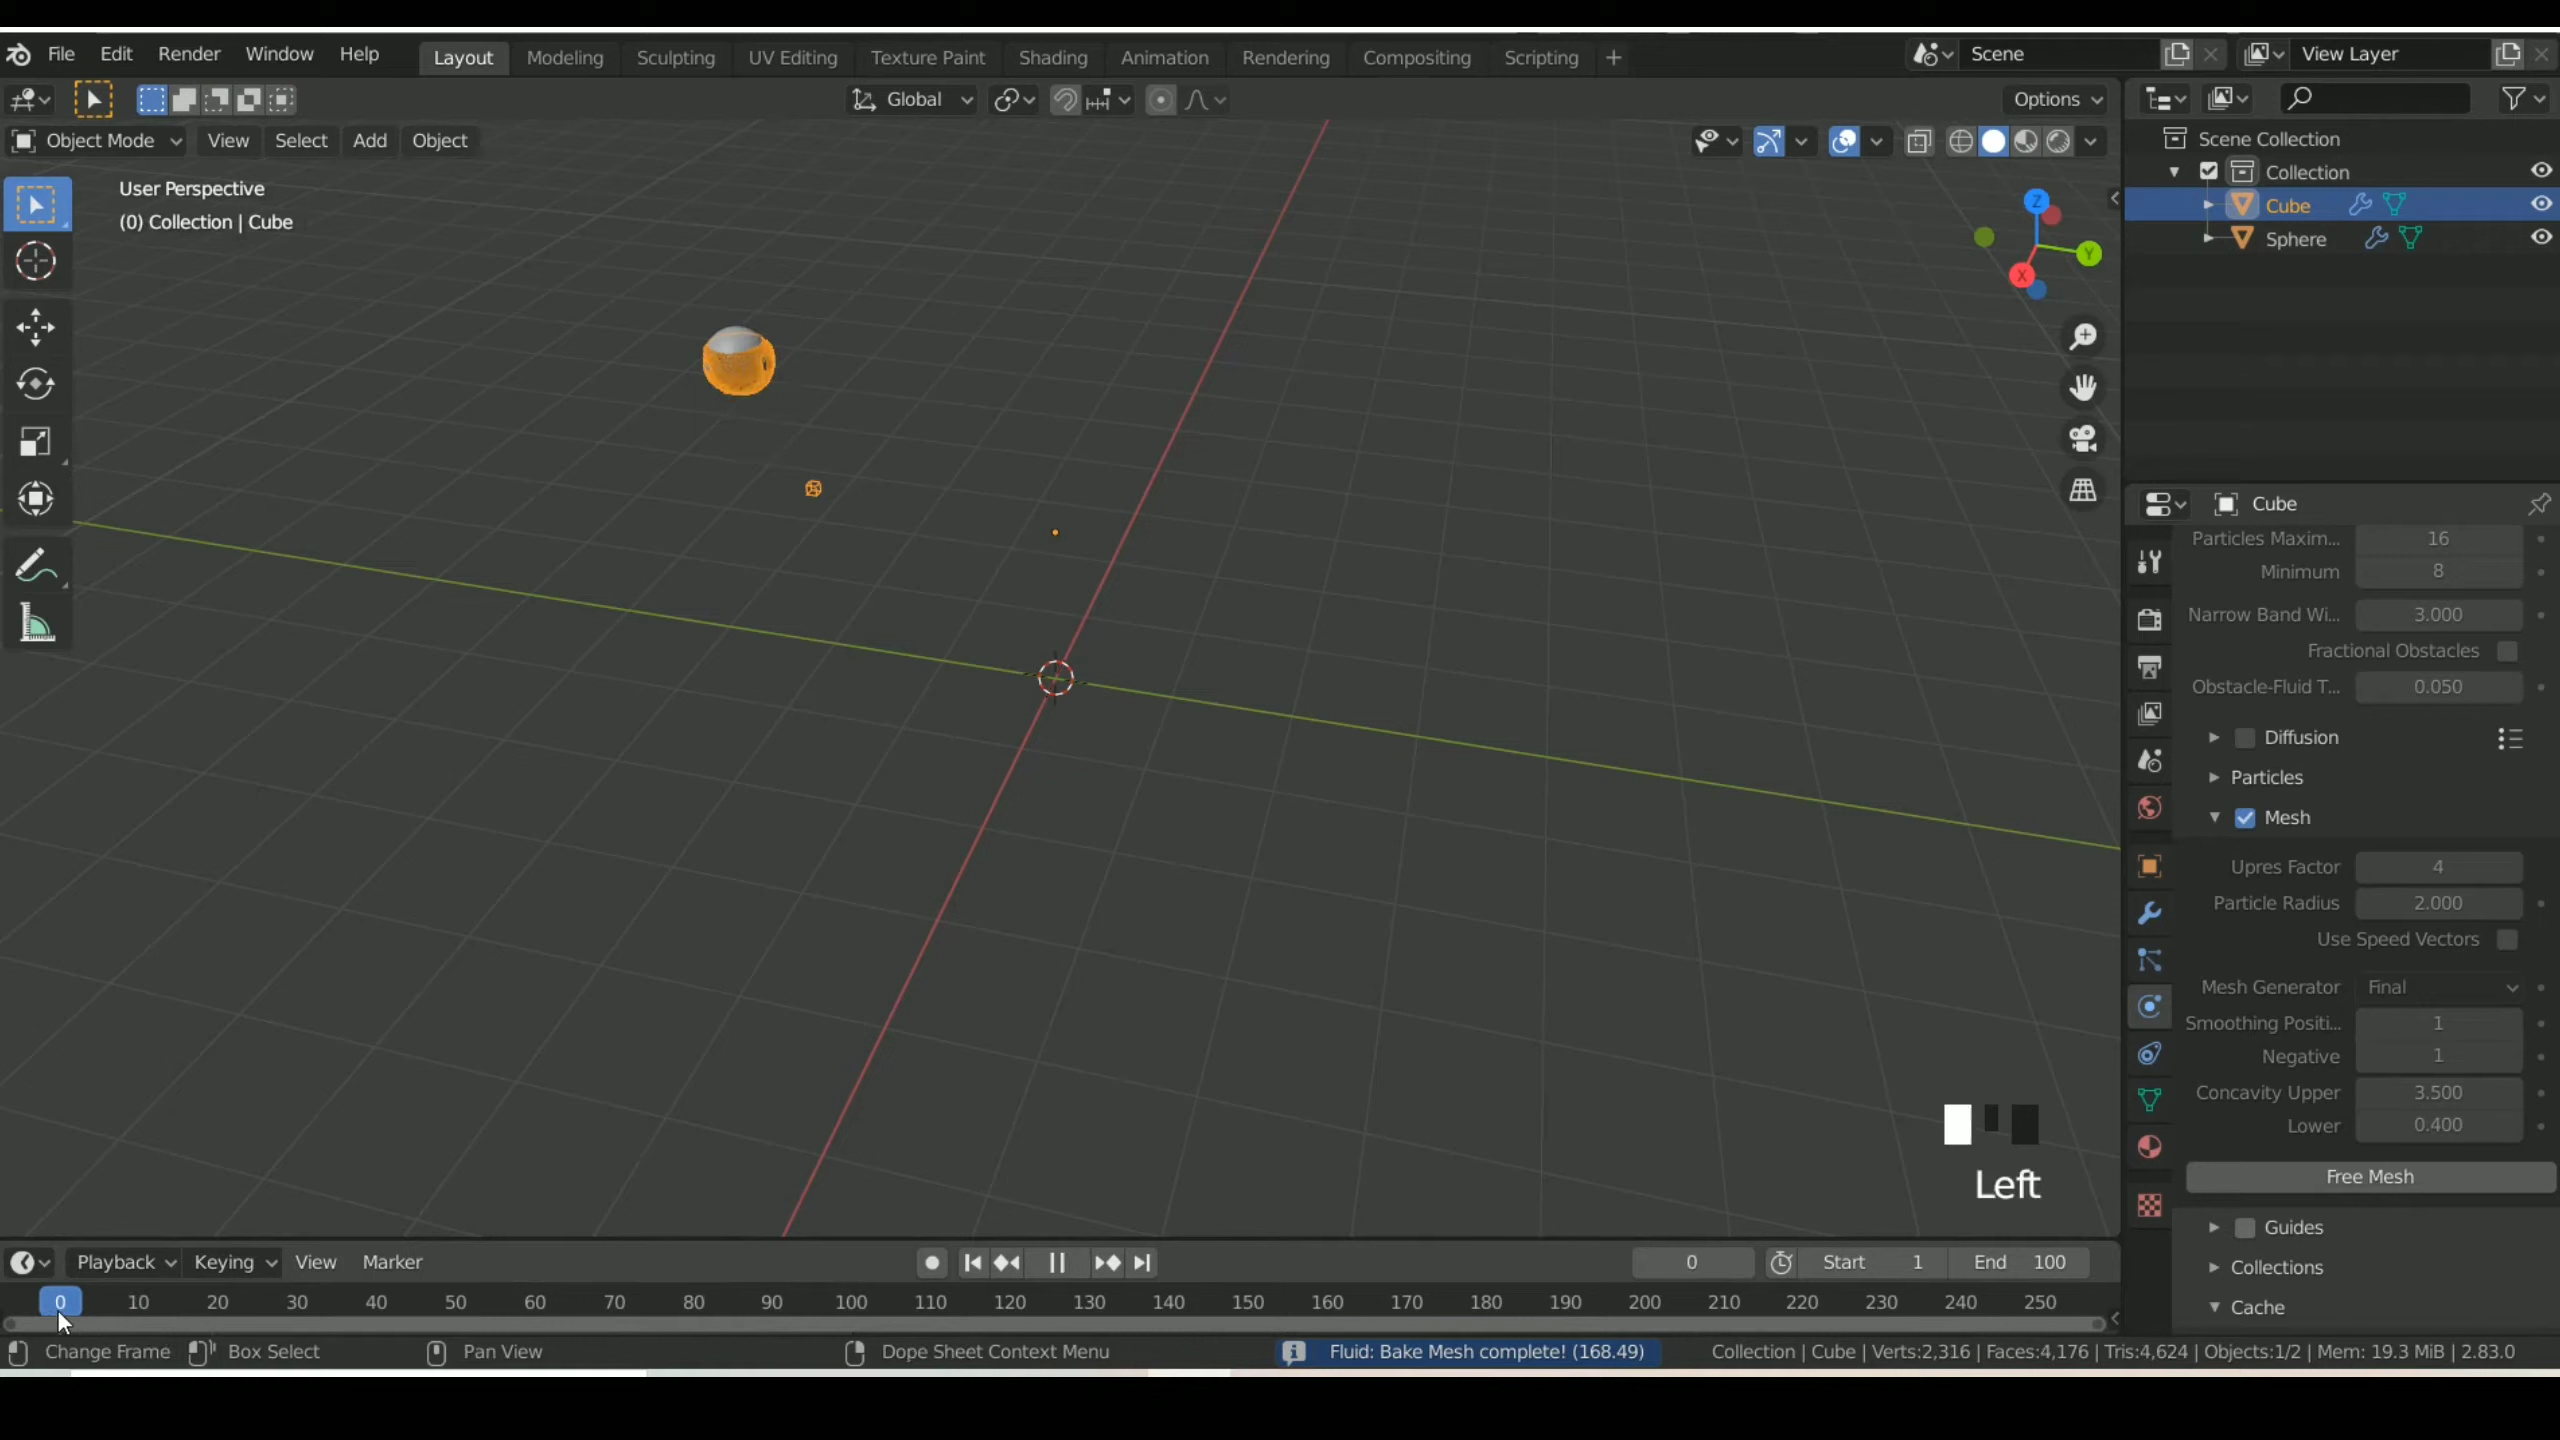 File Edit Render Window Help Layout Modeling Sculpting UV Editing Texture Paint Shading Animation Rendering Compositing Scripting + Scene View Layer
Global Options
Object Mode View Select Add Object
User Perspective
(0) Collection | Cube
Z
Y
X
Scene Collection
Collection
Cube
Sphere
Cube
Particles Maxim... 16
Minimum 8
Narrow Band Wi... 3.000
Fractional Obstacles
Obstacle-Fluid T... 0.050
Diffusion
Particles
Mesh
Upres Factor 4
Particle Radius 2.000
Use Speed Vectors
Mesh Generator Final
Smoothing Positi... 1
Negative 1
Concavity Upper 3.500
Lower 0.400
Free Mesh
Guides
Collections
Cache
Left
Playback Keying View Marker 0 Start 1 End 100
0 10 20 30 40 50 60 70 80 90 100 110 120 130 140 150 160 170 180 190 200 210 220 230 240 250
Change Frame Box Select Pan View Dope Sheet Context Menu Fluid: Bake Mesh complete! (168.49) Collection | Cube | Verts:2,316 | Faces:4,176 | Tris:4,624 | Objects:1/2 | Mem: 19.3 MiB | 2.83.0